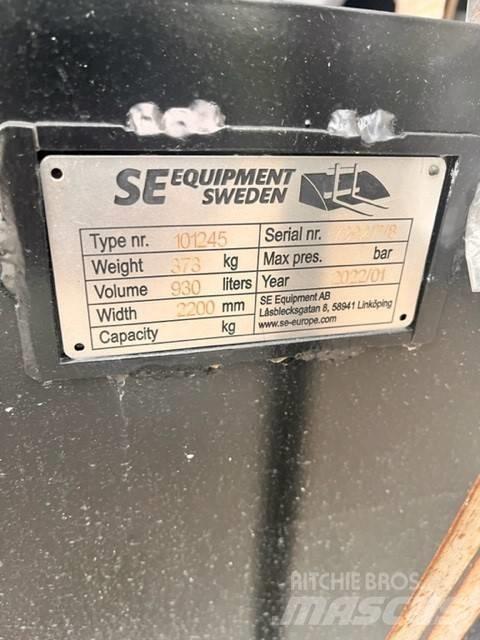 SE EQUIPMENT
SWEDEN
Type nr. 101245
Weight 373 kg
Volume 930 liters
Width 2200 mm
Capacity kg
Serial nr.
Max pres. bar
Year 2022/01
SE Equipment AB
Låsblecksgatan 8, 58941 Linköping
www.se-europe.com
RITCHIE BROS
MASCUS